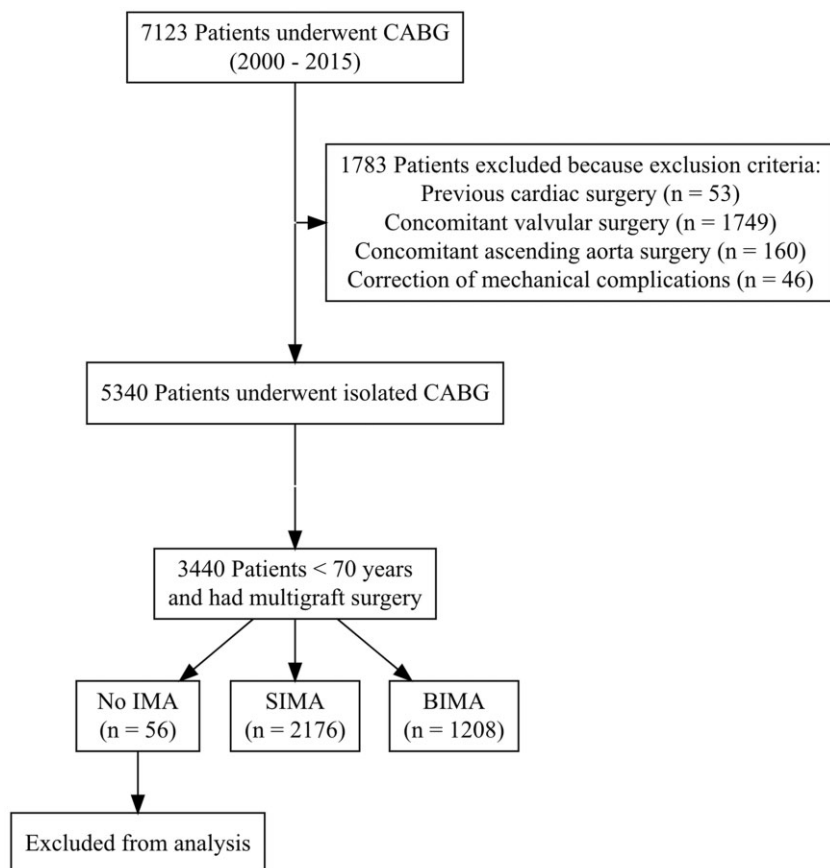 7123 Patients underwent CABG
(2000 - 2015)
1783 Patients excluded because exclusion criteria:
Previous cardiac surgery (n = 53)
Concomitant valvular surgery (n = 1749)
Concomitant ascending aorta surgery (n = 160)
Correction of mechanical complications (n = 46)
5340 Patients underwent isolated CABG
3440 Patients < 70 years
and had multigraft surgery
No IMA
(n = 56)
SIMA
(n = 2176)
BIMA
(n = 1208)
Excluded from analysis